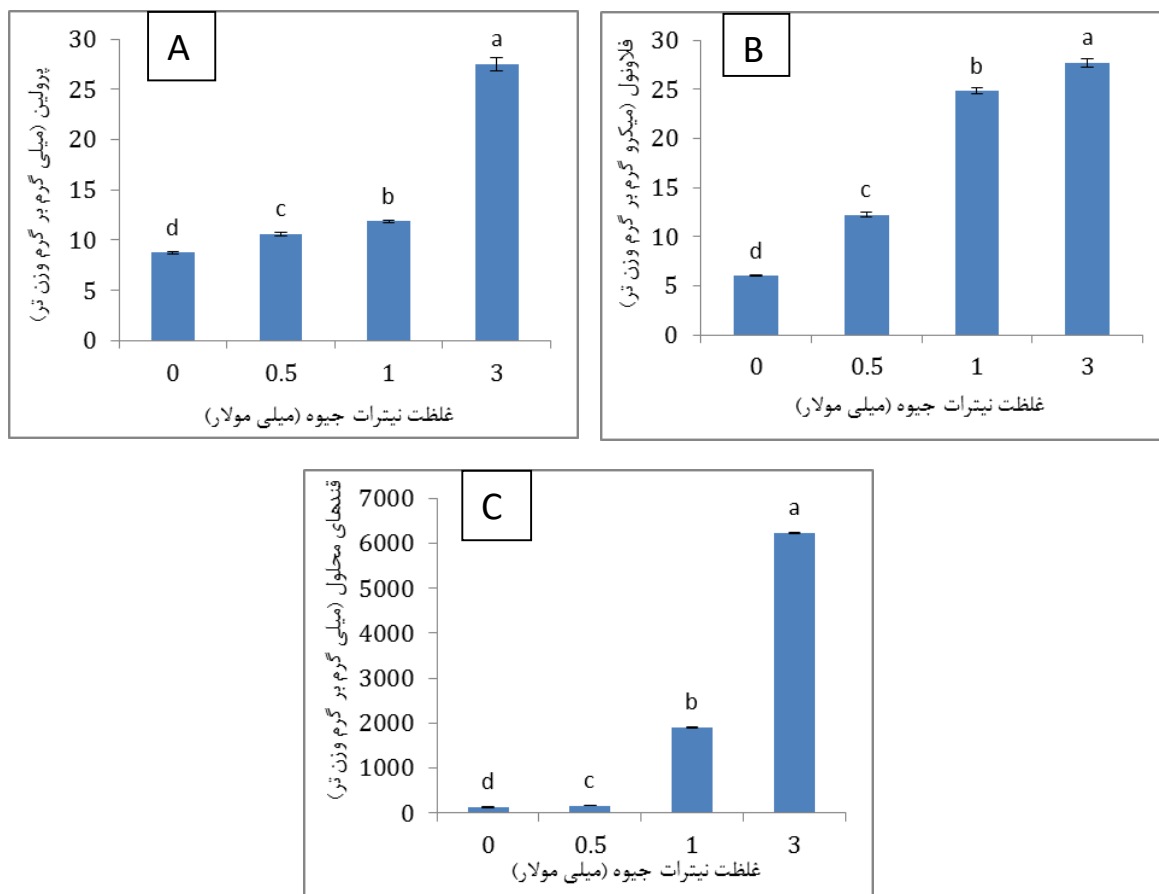 A
30
25
20
15
10
5
0
a
b
c
d
0 0.5 1 3
پرولین (میلی گرم بر گرم وزن تر)
غلظت نیترات جیوه (میلی مولار)
B
30
25
20
15
10
5
0
a
b
c
d
0 0.5 1 3
فلاونول (میکرو گرم بر گرم وزن تر)
غلظت نیترات جیوه (میلی مولار)
C
7000
6000
5000
4000
3000
2000
1000
0
a
b
c
d
0 0.5 1 3
قندهای محلول (میلی گرم بر گرم وزن تر)
غلظت نیترات جیوه (میلی مولار)